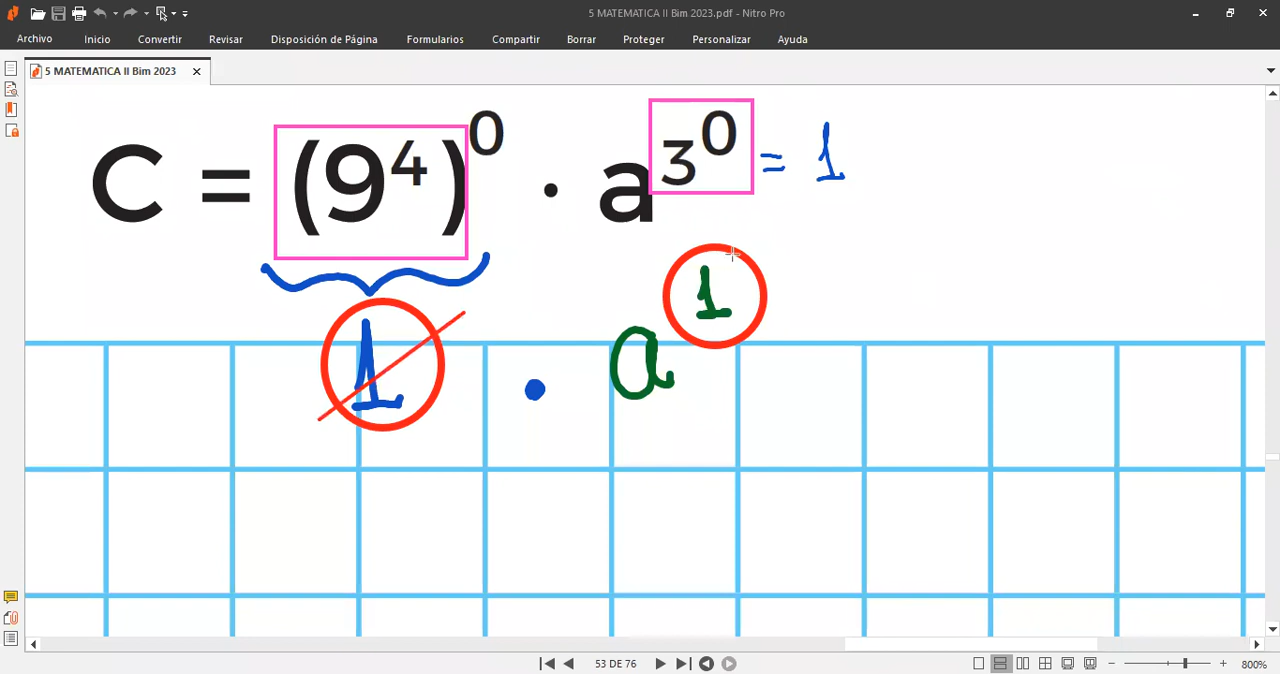 5 MATEMATICA II Bim 2023.pdf - Nitro Pro
Archivo Inicio Convertir Revisar Disposición de Página Formularios Compartir Borrar Proteger Personalizar Ayuda
5 MATEMATICA II Bim 2023
C = (9⁴)⁰ · a^3⁰ = 1
1 · a¹
53 DE 76
800%